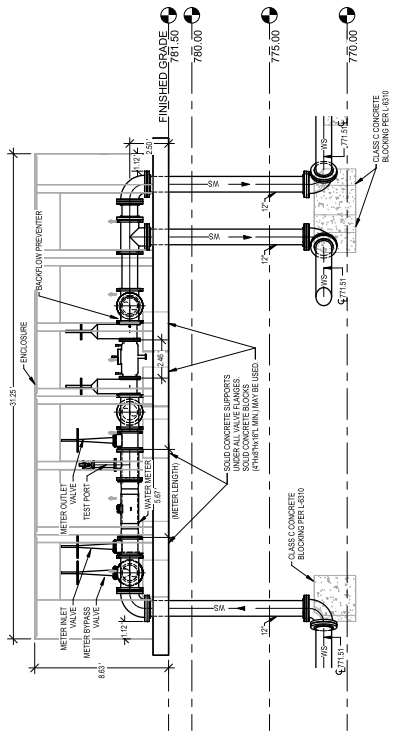 31.25'
ENCLOSURE
8.63'
METER INLET
VALVE
METER BYPASS
VALVE
METER OUTLET
VALVE
TEST PORT
BACKFLOW PREVENTER
1.12'
1.12'
2.50'
WATER METER
5.67'
(METER LENGTH)
2.46'
FINISHED GRADE
781.50
780.00
SOLID CONCRETE SUPPORTS
UNDER ALL VALVE FLANGES.
SOLID CONCRETE BLOCKS
(4"Hx8"Hx16"L MIN.) MAY BE USED.
WS
WS
WS
12"
12"
12"
775.00
CLASS C CONCRETE
BLOCKING PER L-6310
WS
WS
WS
℄771.51
℄771.51
℄771.51
770.00
CLASS C CONCRETE
BLOCKING PER L-6310